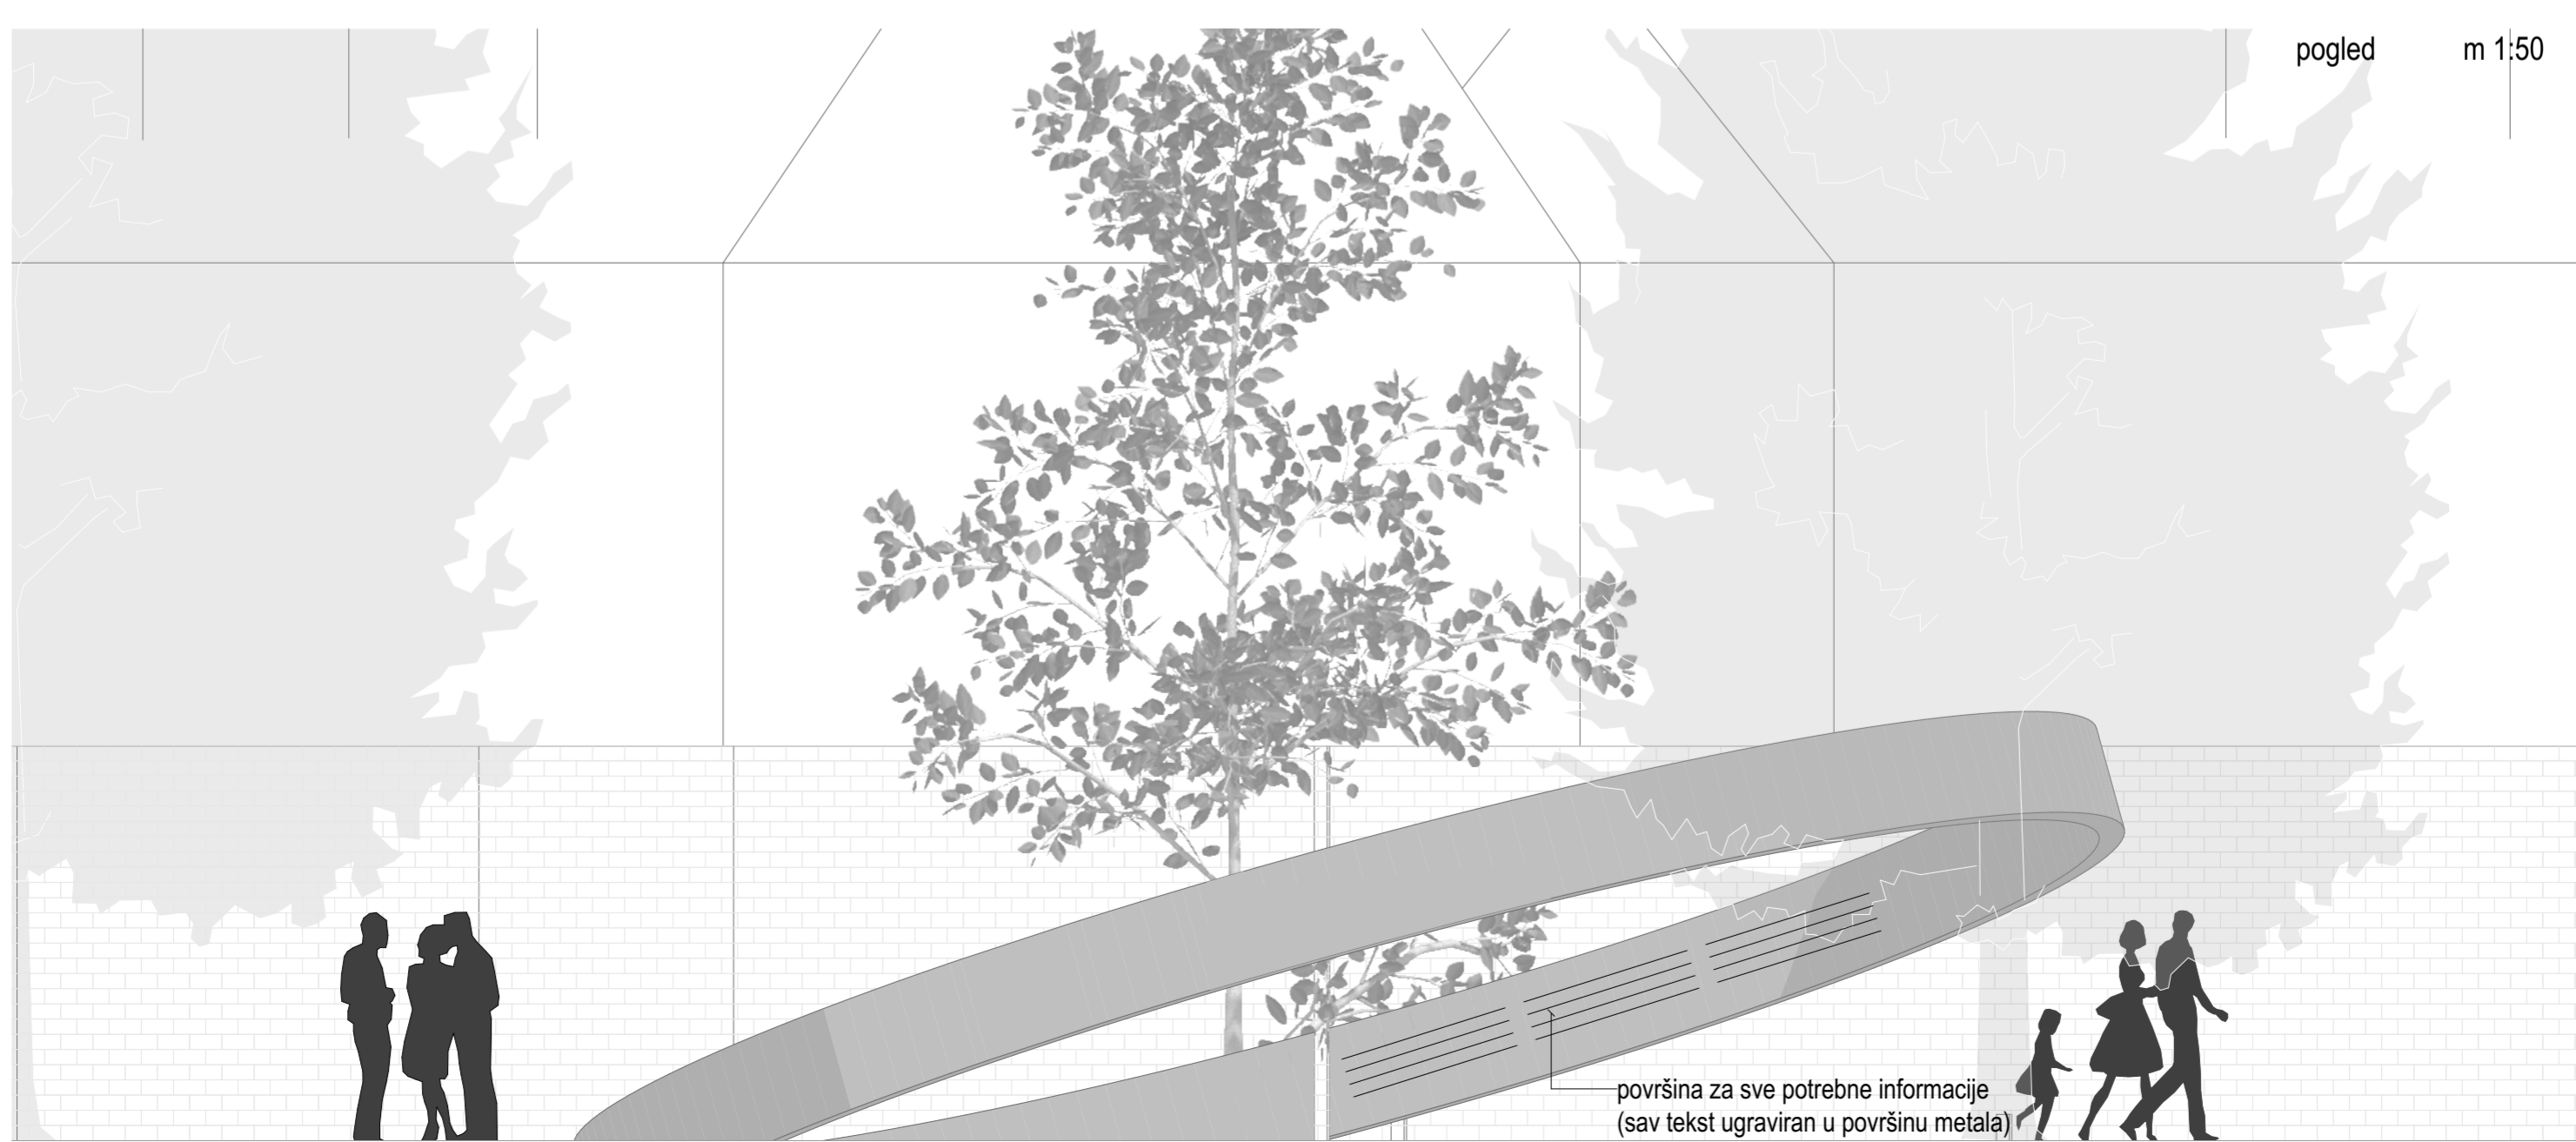 pogled m 1:50
površina za sve potrebne informacije
(sav tekst ugraviran u površinu metala)